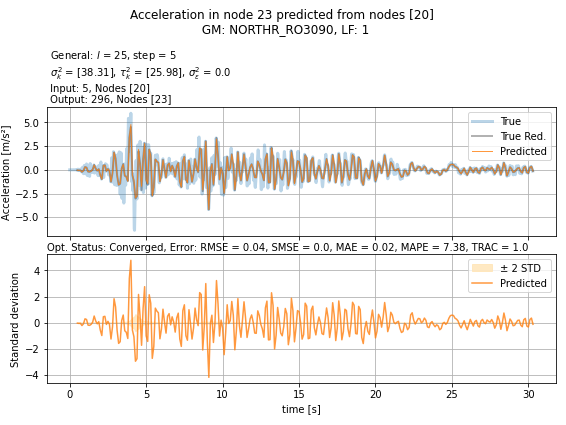 Acceleration in node 23 predicted from nodes [20]
GM: NORTHR_RO3090, LF: 1
General: l = 25, step = 5
σ²ₖ = [38.31], τ²ₖ = [25.98], σ²ε = 0.0
Input: 5, Nodes [20]
Output: 296, Nodes [23]
Acceleration [m/s²]
5.0
2.5
0.0
−2.5
−5.0
True
True Red.
Predicted
Opt. Status: Converged, Error: RMSE = 0.04, SMSE = 0.0, MAE = 0.02, MAPE = 7.38, TRAC = 1.0
Standard deviation
4
2
0
−2
−4
± 2 STD
Predicted
0 5 10 15 20 25 30
time [s]